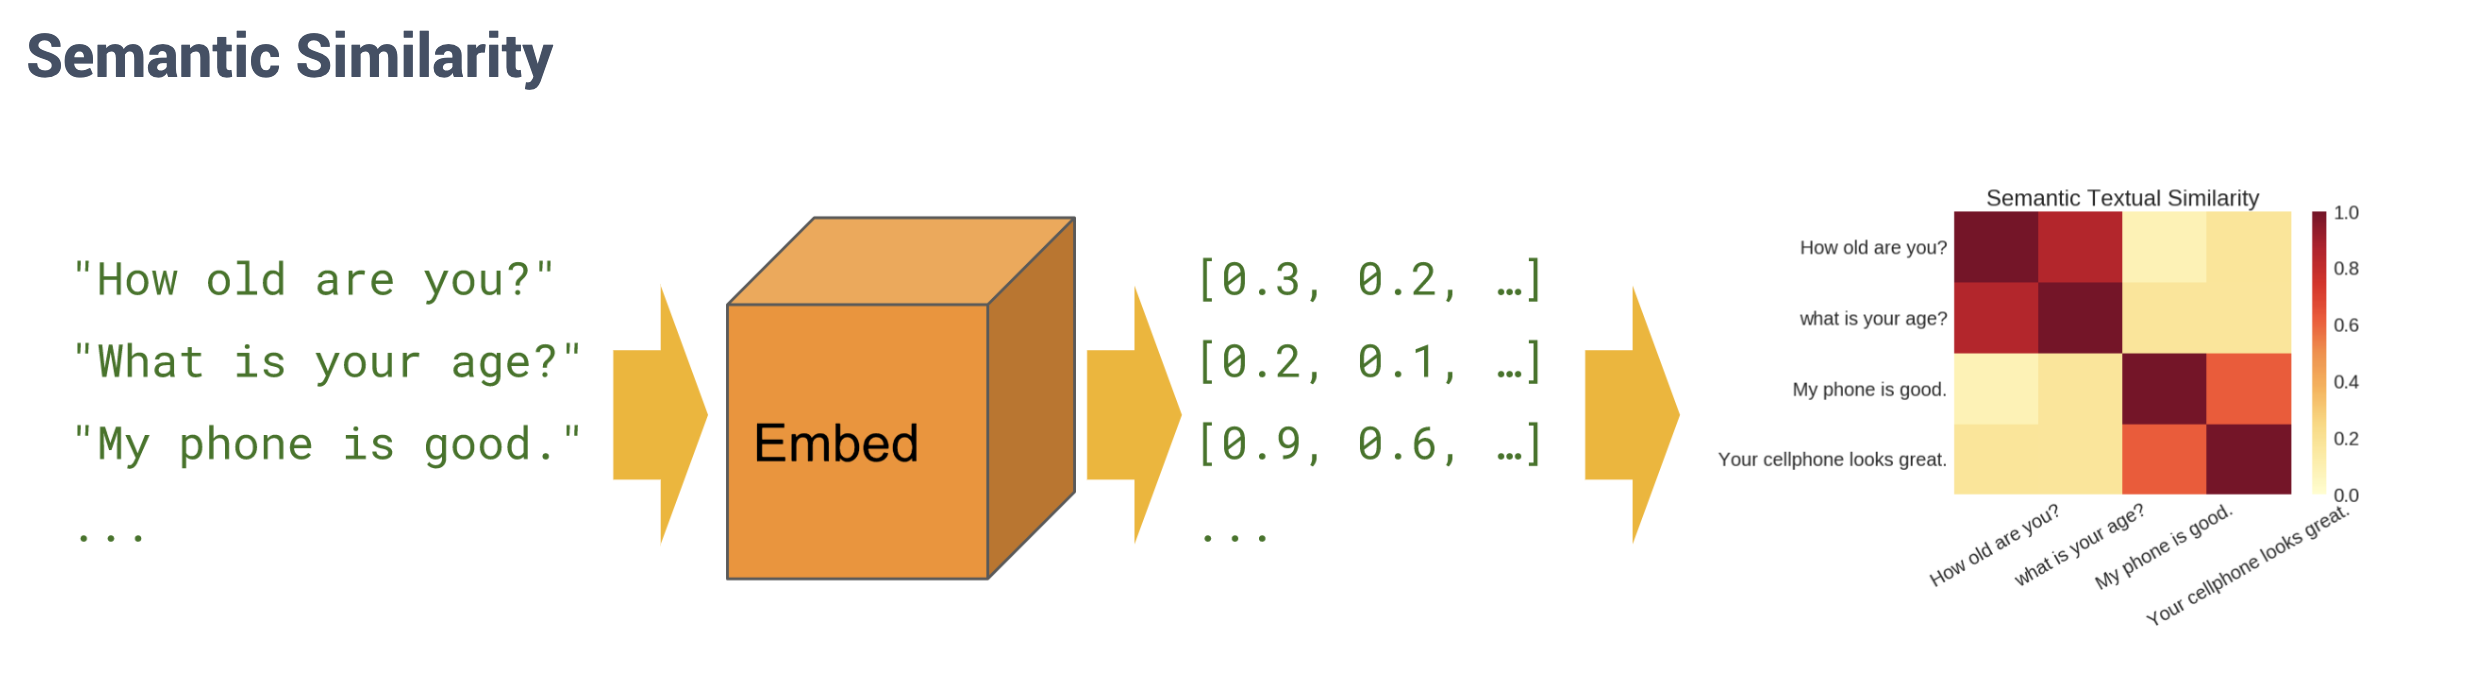 Semantic Similarity
"How old are you?"
"What is your age?"
"My phone is good."
...
Embed
[0.3, 0.2, …]
[0.2, 0.1, …]
[0.9, 0.6, …]
...
Semantic Textual Similarity
How old are you?
what is your age?
My phone is good.
Your cellphone looks great.
1.0
0.8
0.6
0.4
0.2
0.0
How old are you?
what is your age?
My phone is good.
Your cellphone looks great.